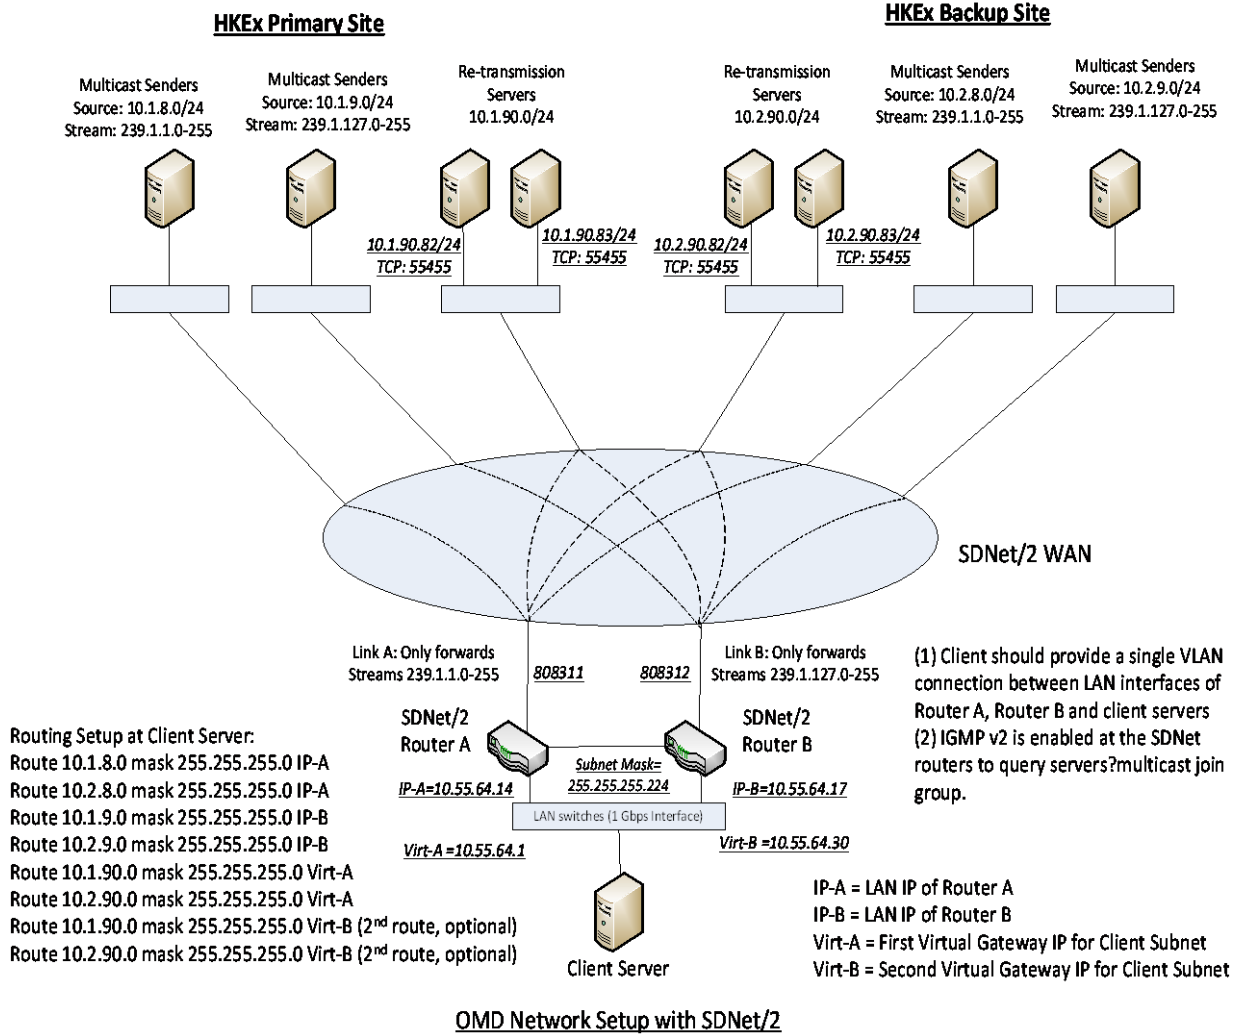 HKEx Primary Site
HKEx Backup Site
Multicast Senders
Source: 10.1.8.0/24
Stream: 239.1.1.0-255
Multicast Senders
Source: 10.1.9.0/24
Stream: 239.1.127.0-255
Re-transmission
Servers
10.1.90.0/24
Re-transmission
Servers
10.2.90.0/24
Multicast Senders
Source: 10.2.8.0/24
Stream: 239.1.1.0-255
Multicast Senders
Source: 10.2.9.0/24
Stream: 239.1.127.0-255
10.1.90.82/24
TCP: 55455
10.1.90.83/24
TCP: 55455
10.2.90.82/24
TCP: 55455
10.2.90.83/24
TCP: 55455
SDNet/2 WAN
Link A: Only forwards
Streams 239.1.1.0-255
808311
808312
Link B: Only forwards
Streams 239.1.127.0-255
(1) Client should provide a single VLAN
connection between LAN interfaces of
Router A, Router B and client servers
(2) IGMP v2 is enabled at the SDNet
routers to query servers?multicast join
group.
SDNet/2
Router A
SDNet/2
Router B
Subnet Mask=
255.255.255.224
IP-A=10.55.64.14
IP-B=10.55.64.17
LAN switches (1 Gbps Interface)
Virt-A =10.55.64.1
Virt-B =10.55.64.30
Routing Setup at Client Server:
Route 10.1.8.0 mask 255.255.255.0 IP-A
Route 10.2.8.0 mask 255.255.255.0 IP-A
Route 10.1.9.0 mask 255.255.255.0 IP-B
Route 10.2.9.0 mask 255.255.255.0 IP-B
Route 10.1.90.0 mask 255.255.255.0 Virt-A
Route 10.2.90.0 mask 255.255.255.0 Virt-A
Route 10.1.90.0 mask 255.255.255.0 Virt-B (2nd route, optional)
Route 10.2.90.0 mask 255.255.255.0 Virt-B (2nd route, optional)
Client Server
IP-A = LAN IP of Router A
IP-B = LAN IP of Router B
Virt-A = First Virtual Gateway IP for Client Subnet
Virt-B = Second Virtual Gateway IP for Client Subnet
OMD Network Setup with SDNet/2